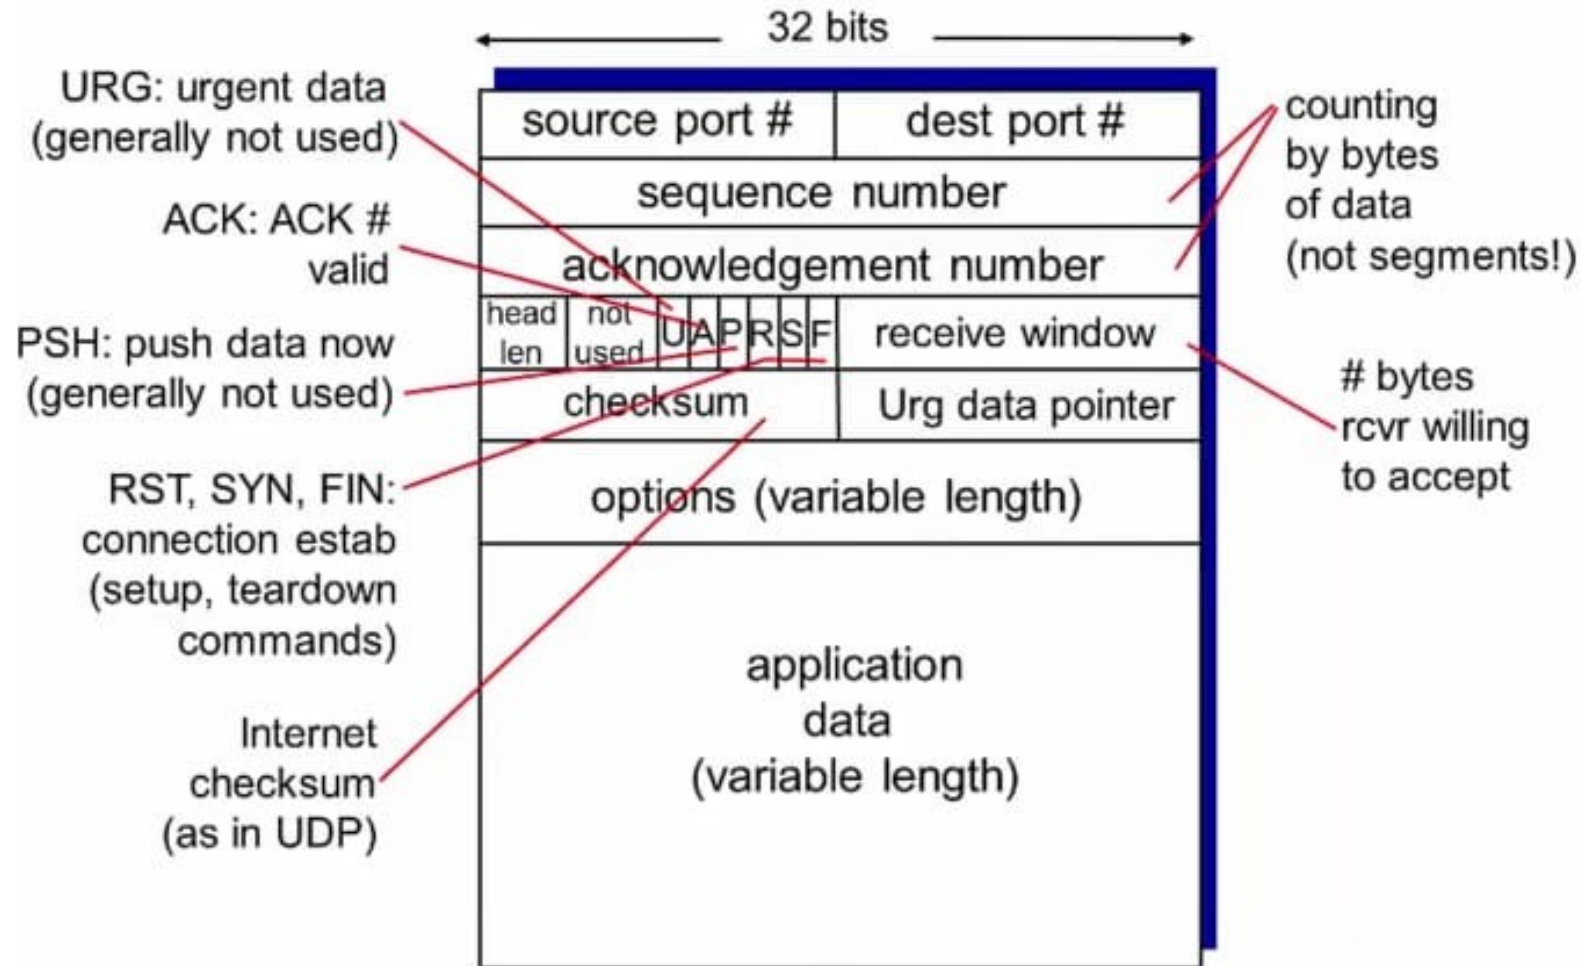 32 bits
URG: urgent data
(generally not used)
ACK: ACK #
valid
PSH: push data now
(generally not used)
RST, SYN, FIN:
connection estab
(setup, teardown
commands)
Internet
checksum
(as in UDP)
source port #
dest port #
sequence number
acknowledgement number
head
len
not
used
U
A
P
R
S
F
receive window
checksum
Urg data pointer
options (variable length)
application
data
(variable length)
counting
by bytes
of data
(not segments!)
# bytes
rcvr willing
to accept